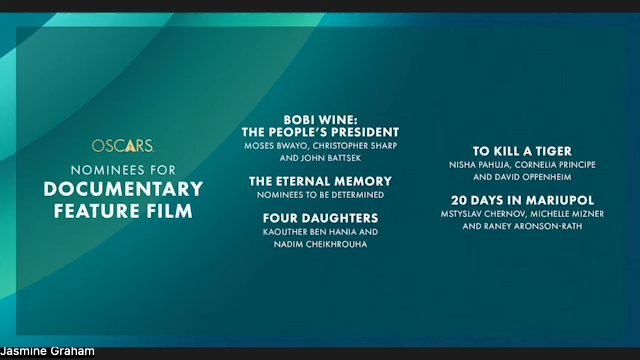 OSCARS
NOMINEES FOR
DOCUMENTARY
FEATURE FILM
BOBI WINE:
THE PEOPLE'S PRESIDENT
MOSES BWAYO, CHRISTOPHER SHARP
AND JOHN BATTSEK
THE ETERNAL MEMORY
NOMINEES TO BE DETERMINED
FOUR DAUGHTERS
KAOUTHER BEN HANIA AND
NADIM CHEIKHROUHA
TO KILL A TIGER
NISHA PAHUJA, CORNELIA PRINCIPE
AND DAVID OPPENHEIM
20 DAYS IN MARIUPOL
MSTYSLAV CHERNOV, MICHELLE MIZNER
AND RANEY ARONSON-RATH
Jasmine Graham